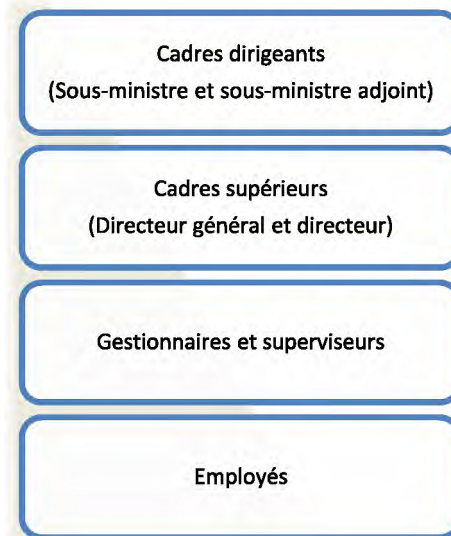 Cadres dirigeants
(Sous-ministre et sous-ministre adjoint)
Cadres supérieurs
(Directeur général et directeur)
Gestionnaires et superviseurs
Employés